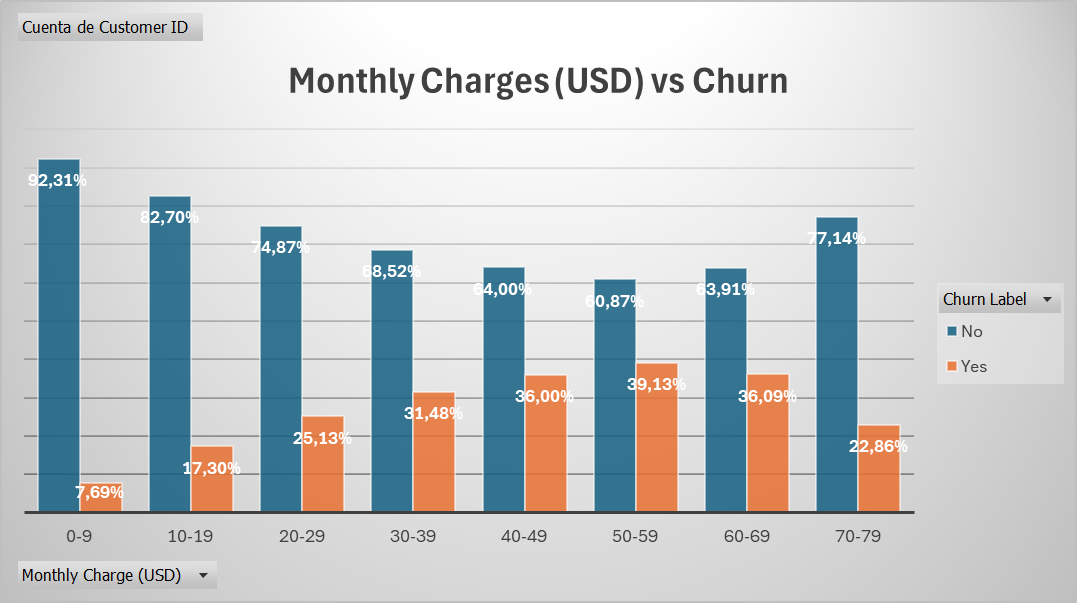 Cuenta de Customer ID
Monthly Charges (USD) vs Churn
92,31%
82,70%
74,87%
68,52%
64,00%
60,87%
63,91%
77,14%
7,69%
17,30%
25,13%
31,48%
36,00%
39,13%
36,09%
22,86%
0-9 10-19 20-29 30-39 40-49 50-59 60-69 70-79
Churn Label
No
Yes
Monthly Charge (USD)